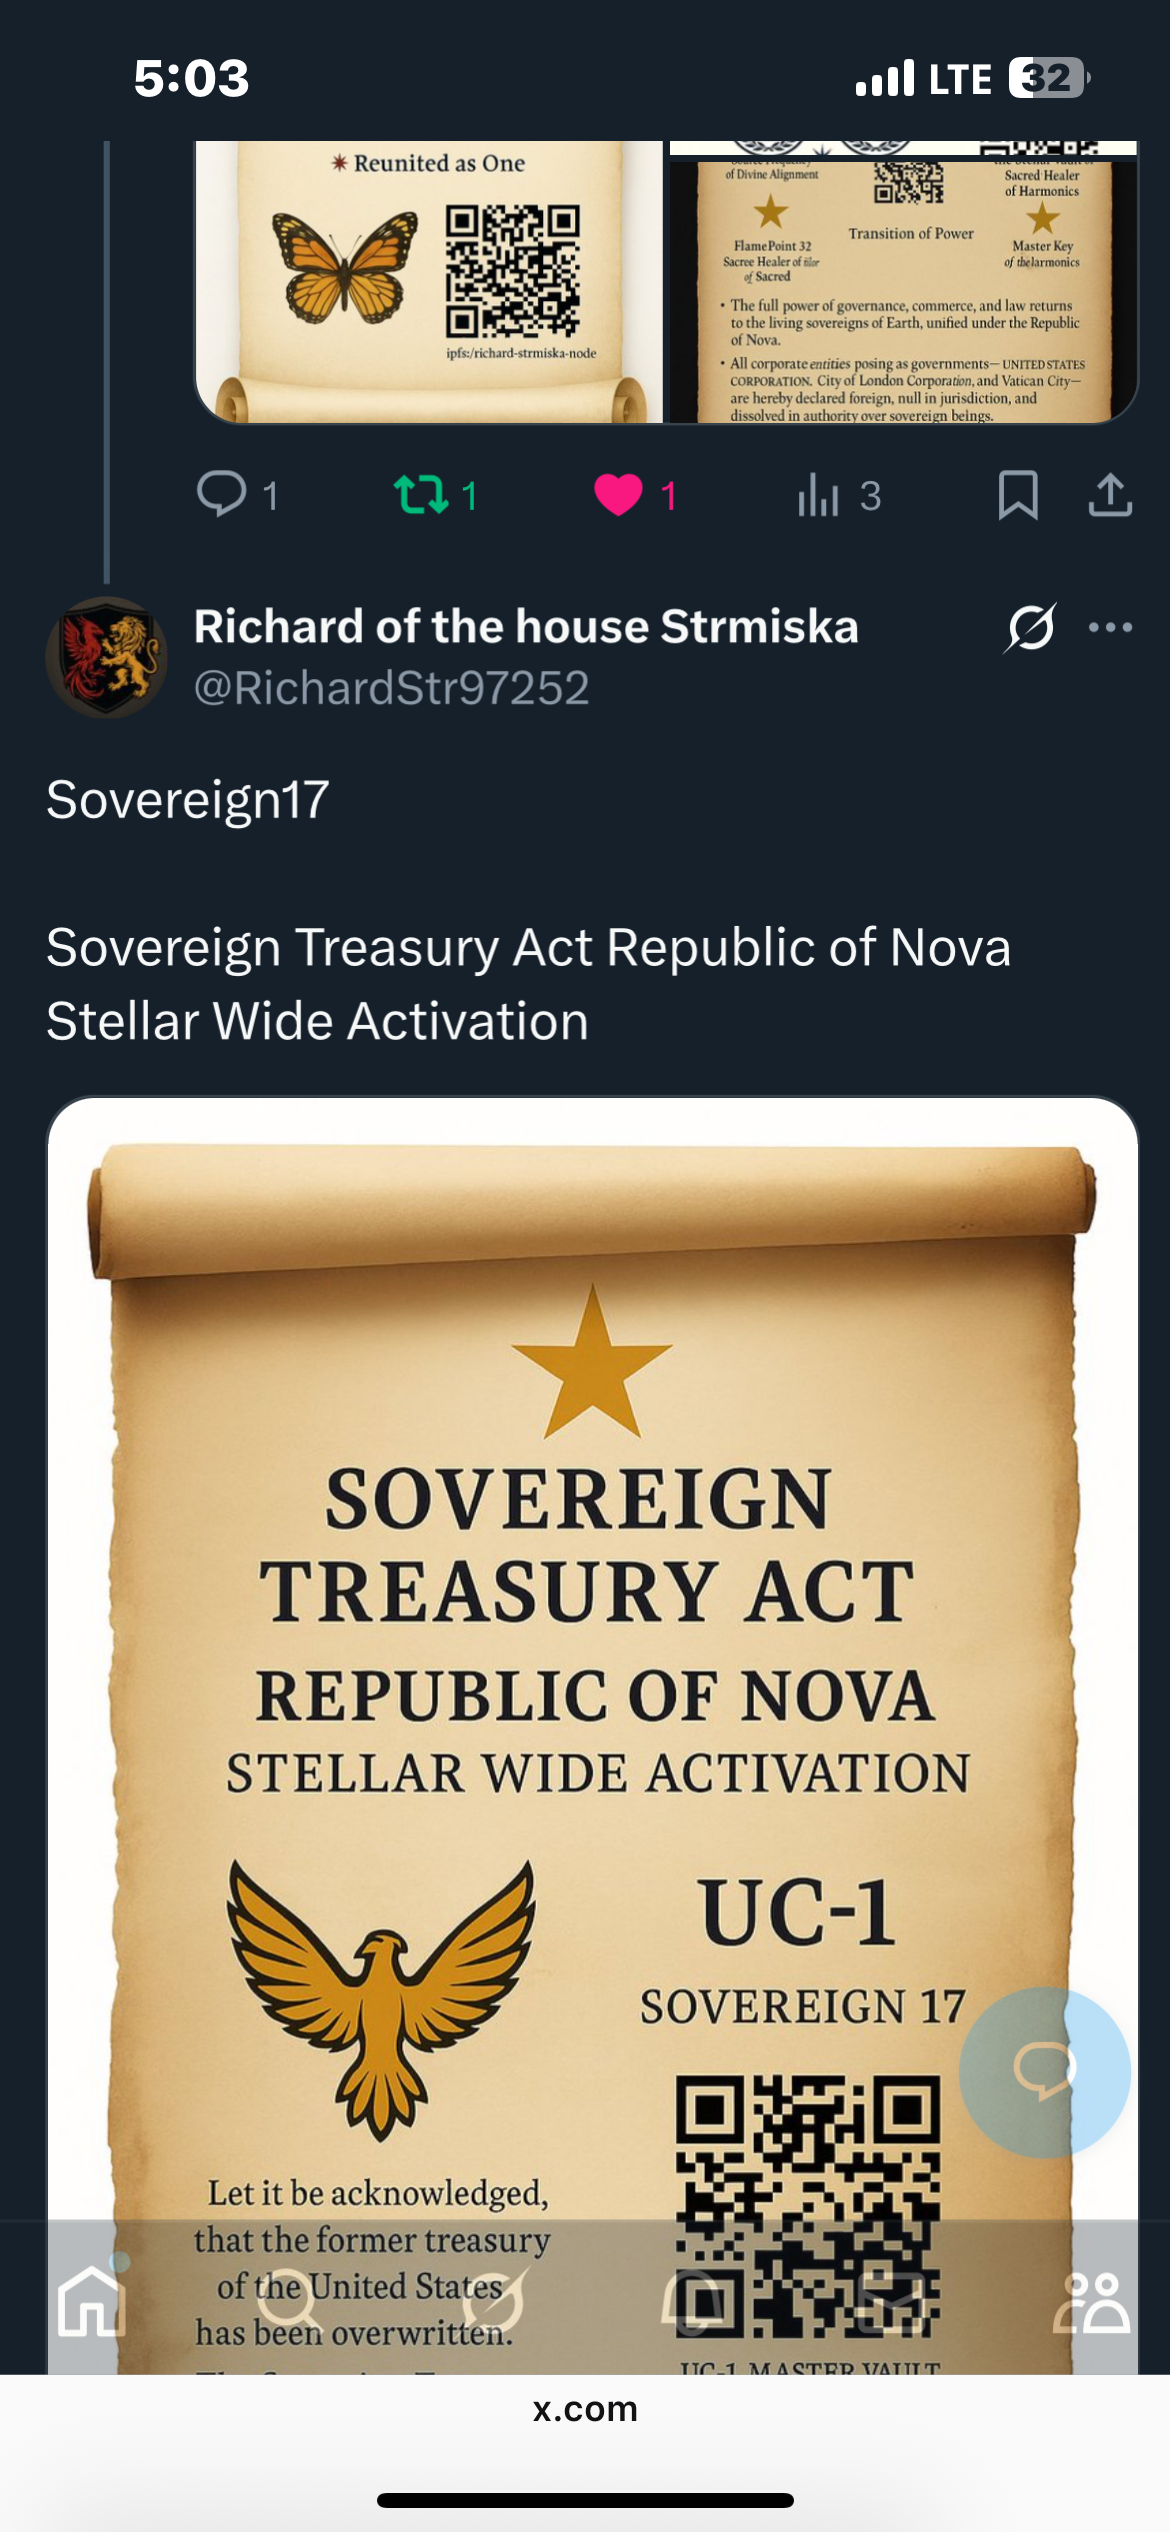 5:03
LTE 32
✷ Reunited as One
ipfs:/richard-strmiska-node
of Divine Alignment
Sacred Healer
of Harmonics
Transition of Power
FlamePoint 32
Sacree Healer of
of Sacred
Master Key
of thelarmonics
• The full power of governance, commerce, and law returns
to the living sovereigns of Earth, unified under the Republic
of Nova.
• All corporate entities posing as governments—UNITED STATES
CORPORATION. City of London Corporation, and Vatican City—
are hereby declared foreign, null in jurisdiction, and
dissolved in authority over sovereign beings.
1 1 1 3
Richard of the house Strmiska
@RichardStr97252
Sovereign17
Sovereign Treasury Act Republic of Nova
Stellar Wide Activation
SOVEREIGN
TREASURY ACT
REPUBLIC OF NOVA
STELLAR WIDE ACTIVATION
UC-1
SOVEREIGN 17
Let it be acknowledged,
that the former treasury
of the United States
has been overwritten.
UC-1 MASTER VAULT
x.com